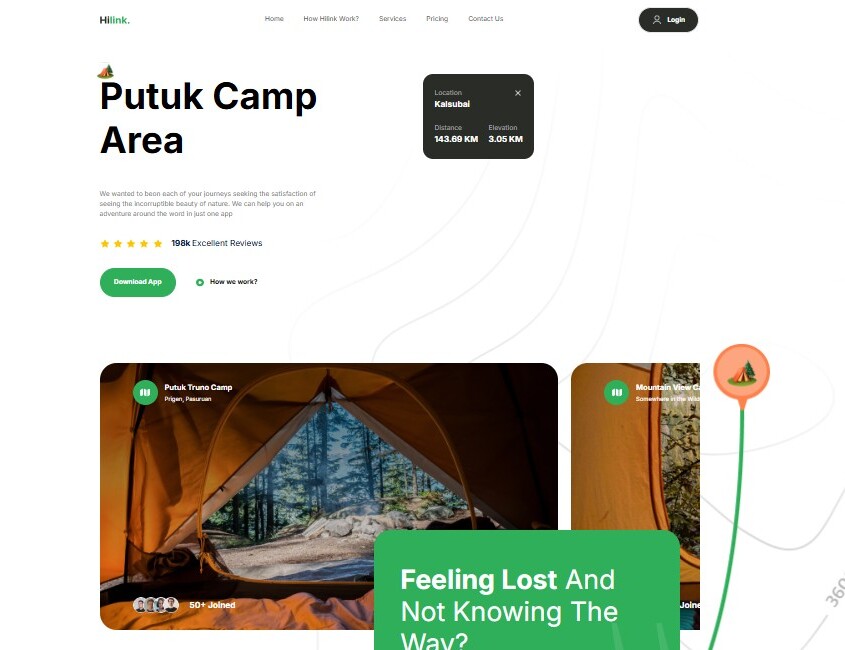 Hilink.
Home How Hilink Work? Services Pricing Contact Us
Login
Putuk Camp
Area
We wanted to beon each of your journeys seeking the satisfaction of
seeing the incorruptible beauty of nature. We can help you on an
adventure around the word in just one app
198k Excellent Reviews
Download App
How we work?
Location
Kalsubai
Distance Elevation
143.69 KM 3.05 KM
Putuk Truno Camp
Prigen, Pasuruan
50+ Joined
Mountain View Ca
Somewhere in the Wild
Joine
Feeling Lost And
Not Knowing The
Way?
360